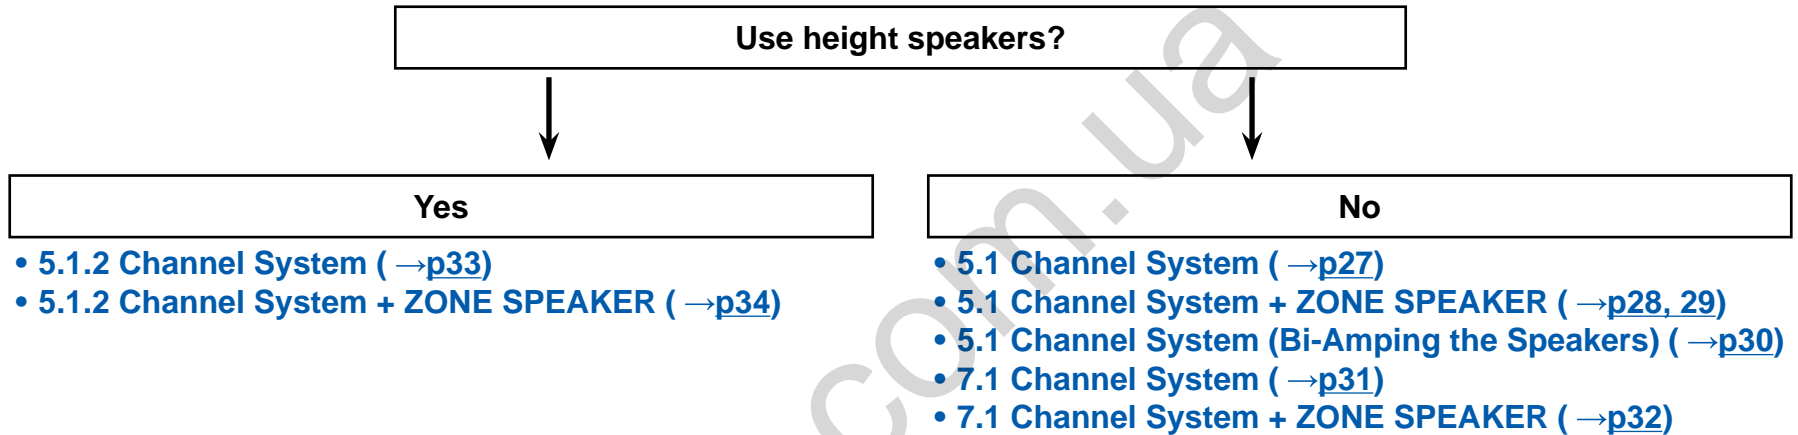 Use height speakers?
Yes
• 5.1.2 Channel System ( →p33)
• 5.1.2 Channel System + ZONE SPEAKER ( →p34)
No
• 5.1 Channel System ( →p27)
• 5.1 Channel System + ZONE SPEAKER ( →p28, 29)
• 5.1 Channel System (Bi-Amping the Speakers) ( →p30)
• 7.1 Channel System ( →p31)
• 7.1 Channel System + ZONE SPEAKER ( →p32)
com.ua